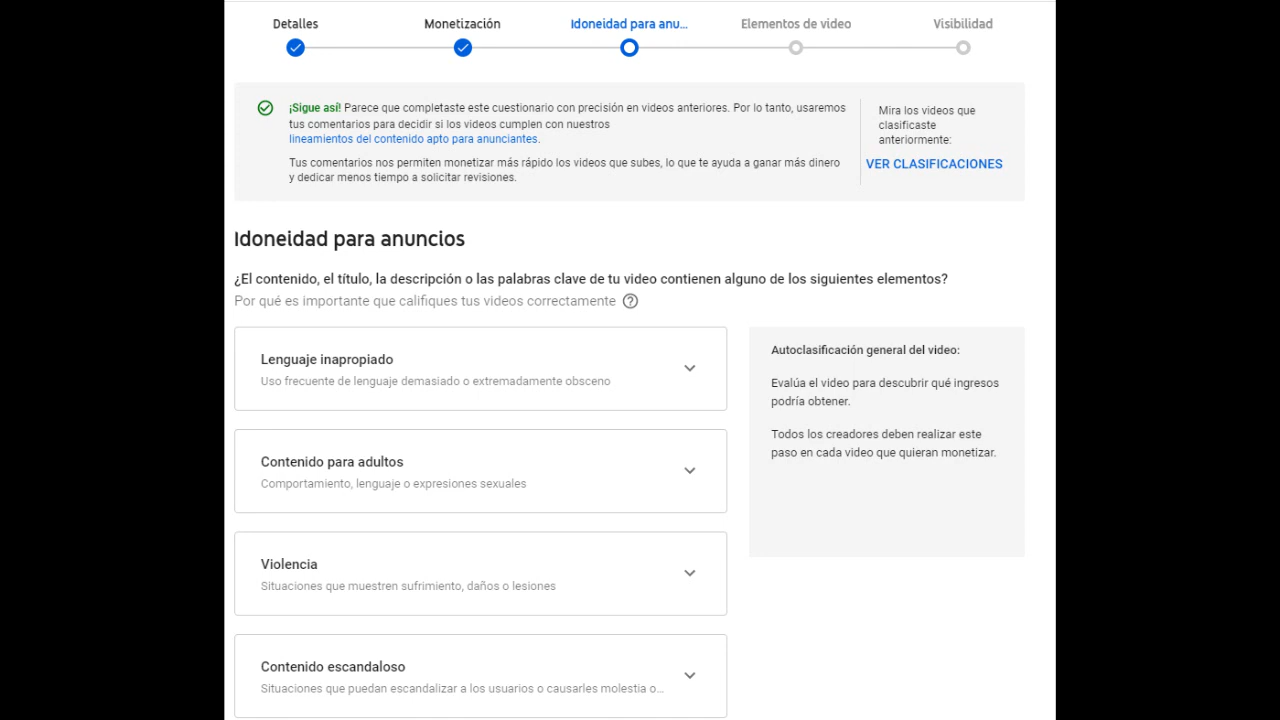 Detalles
Monetización
Idoneidad para anu...
Elementos de video
Visibilidad
¡Sigue así! Parece que completaste este cuestionario con precisión en videos anteriores. Por lo tanto, usaremos
tus comentarios para decidir si los videos cumplen con nuestros
lineamientos del contenido apto para anunciantes.
Tus comentarios nos permiten monetizar más rápido los videos que subes, lo que te ayuda a ganar más dinero
y dedicar menos tiempo a solicitar revisiones.
Mira los videos que
clasificaste
anteriormente:
VER CLASIFICACIONES
Idoneidad para anuncios
¿El contenido, el título, la descripción o las palabras clave de tu video contienen alguno de los siguientes elementos?
Por qué es importante que califiques tus videos correctamente
Lenguaje inapropiado
Uso frecuente de lenguaje demasiado o extremadamente obsceno
Contenido para adultos
Comportamiento, lenguaje o expresiones sexuales
Violencia
Situaciones que muestren sufrimiento, daños o lesiones
Contenido escandaloso
Situaciones que puedan escandalizar a los usuarios o causarles molestia o...
Autoclasificación general del video:
Evalúa el video para descubrir qué ingresos
podría obtener.
Todos los creadores deben realizar este
paso en cada video que quieran monetizar.